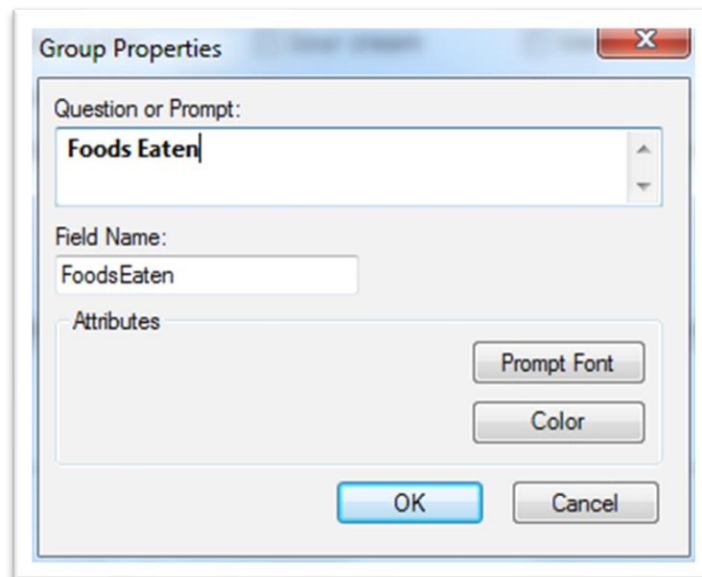 Group Properties
Question or Prompt:
Foods Eaten
Field Name:
FoodsEaten
Attributes
Prompt Font
Color
OK
Cancel